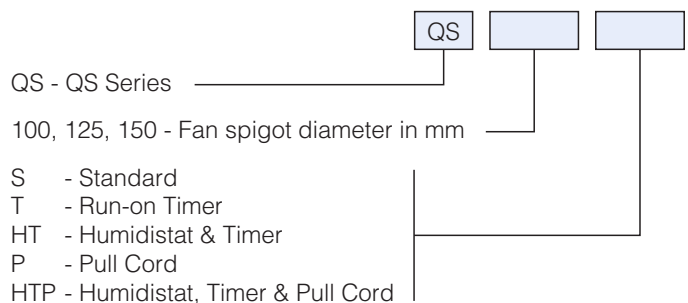 QS
QS - QS Series
100, 125, 150 - Fan spigot diameter in mm
S - Standard
T - Run-on Timer
HT - Humidistat & Timer
P - Pull Cord
HTP - Humidistat, Timer & Pull Cord